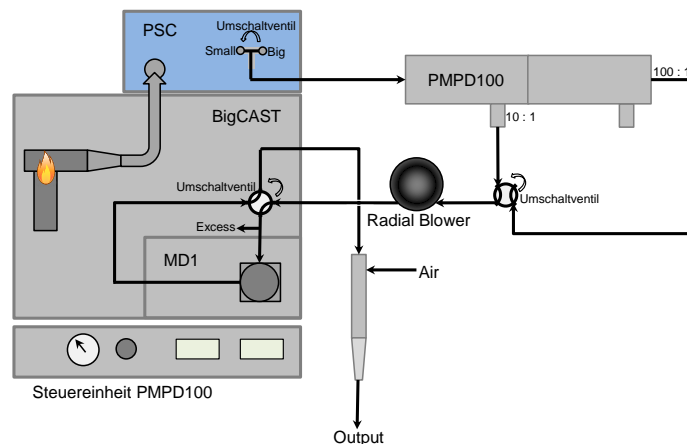 PSC
Umschaltventil
Small
Big
PMPD100
100 : 1
10 : 1
BigCAST
Umschaltventil
Umschaltventil
Radial Blower
Excess
MD1
Air
Steuereinheit PMPD100
Output